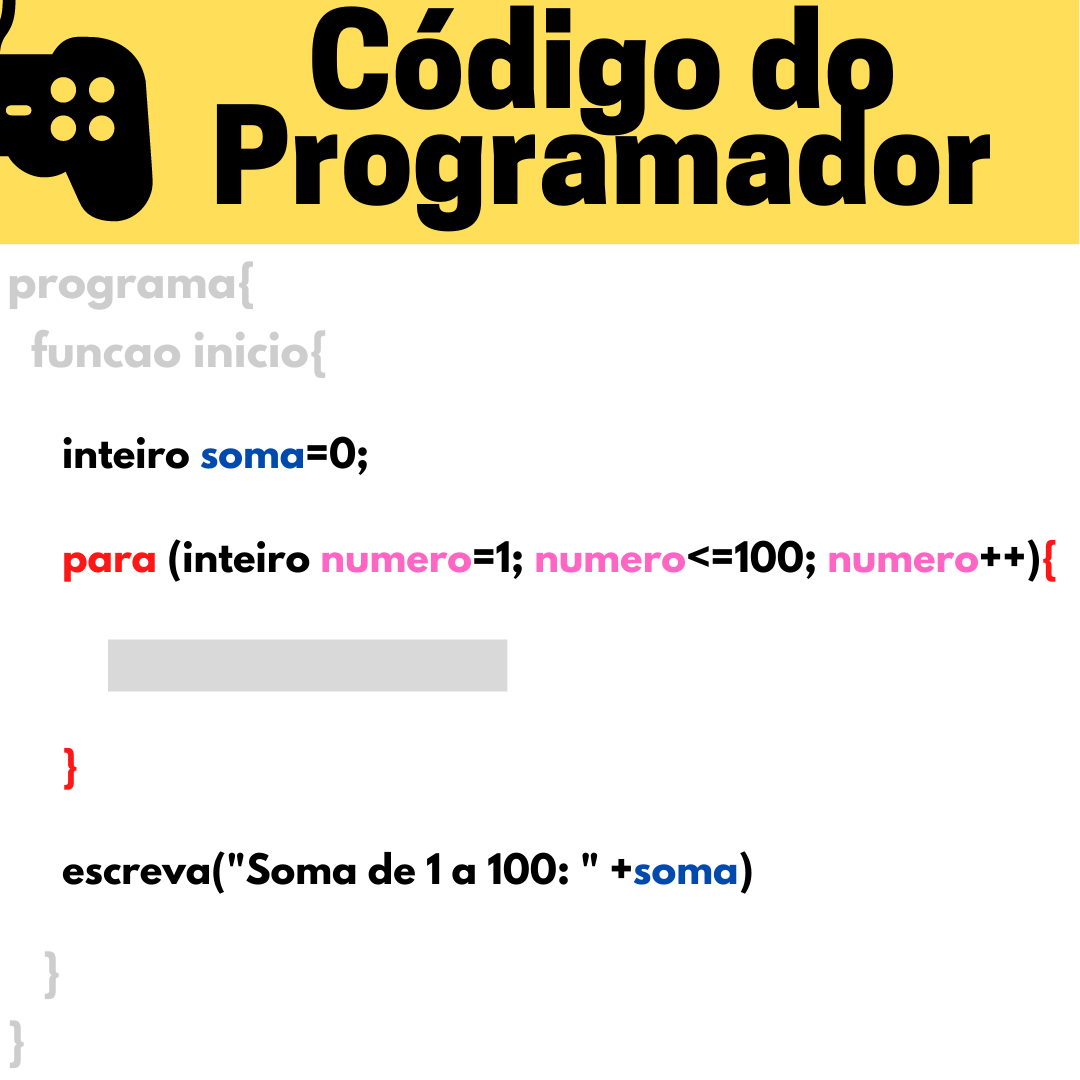 Código do
Programador
programa{
funcao inicio{
inteiro soma=0;
para (inteiro numero=1; numero<=100; numero++){
}
escreva("Soma de 1 a 100: " +soma)
}
}